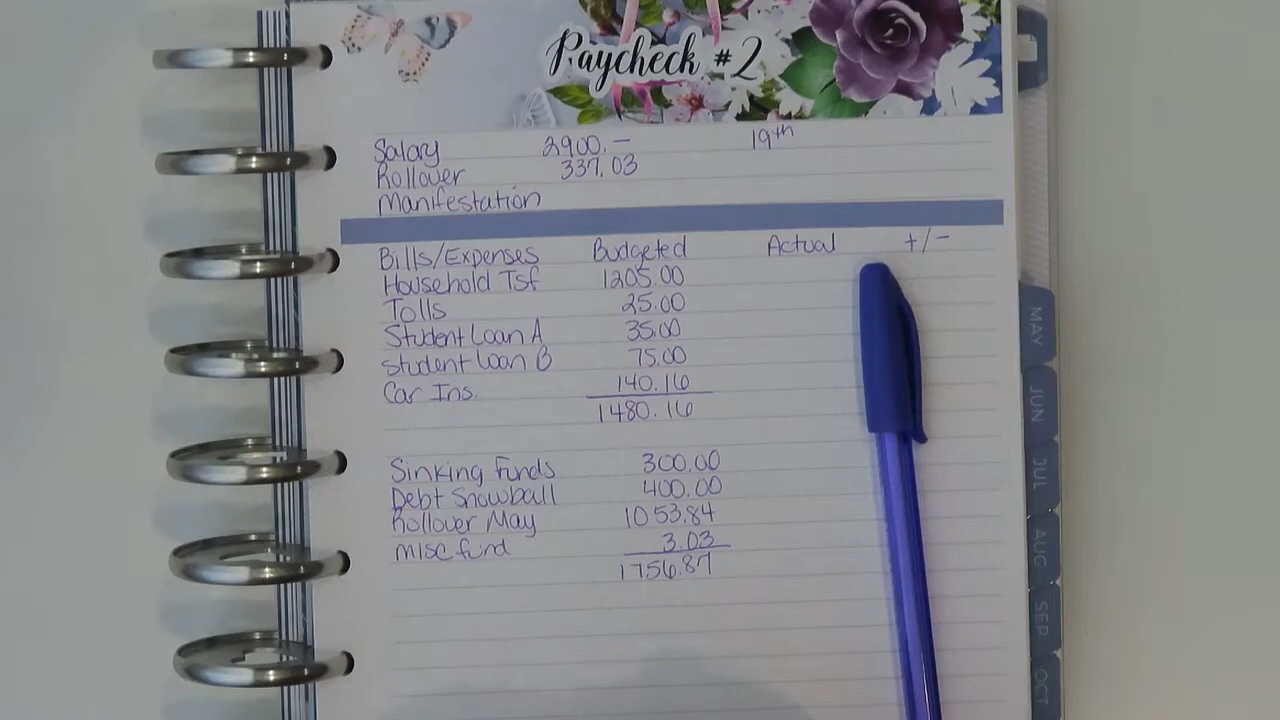 Paycheck #2
Salary 2900.— 19th
Rollover 337.03
Manifestation
Bills/Expenses Budgeted Actual +/-
Household Tsf 1205.00
Tolls 25.00
Student Loan A 35.00
Student Loan B 75.00
Car Ins. 140.16
1480.16
Sinking Funds 300.00
Debt Snowball 400.00
Rollover May 1053.84
Misc fund 3.03
1756.87
MAY
JUN
JUL
AUG
SEP
OCT